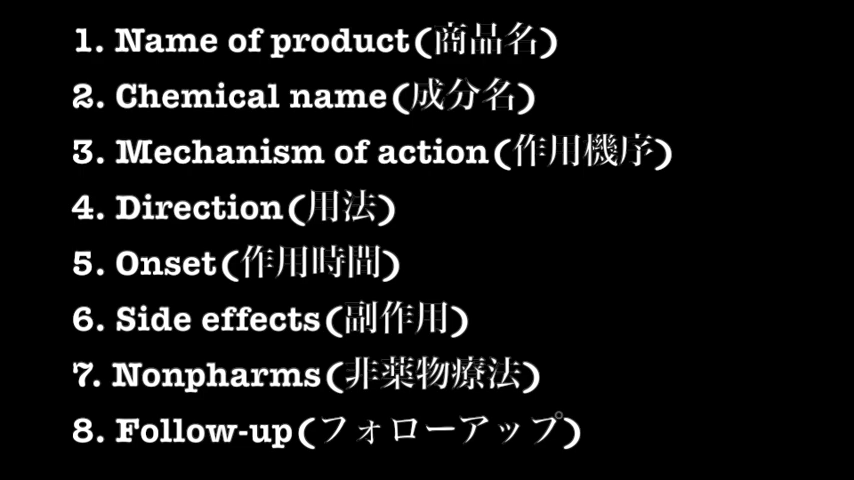 1. Name of product(商品名)
2. Chemical name(成分名)
3. Mechanism of action(作用機序)
4. Direction(用法)
5. Onset(作用時間)
6. Side effects(副作用)
7. Nonpharms(非薬物療法)
8. Follow-up(フォローアップ)